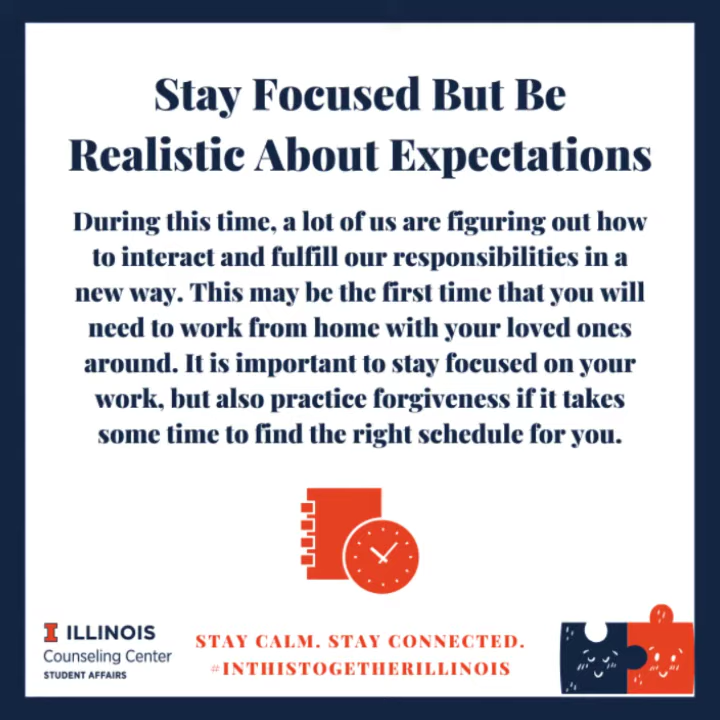 Stay Focused But Be
Realistic About Expectations
During this time, a lot of us are figuring out how
to interact and fulfill our responsibilities in a
new way. This may be the first time that you will
need to work from home with your loved ones
around. It is important to stay focused on your
work, but also practice forgiveness if it takes
some time to find the right schedule for you.
I ILLINOIS
Counseling Center
STUDENT AFFAIRS
STAY CALM. STAY CONNECTED.
#INTHISTOGETHERILLINOIS